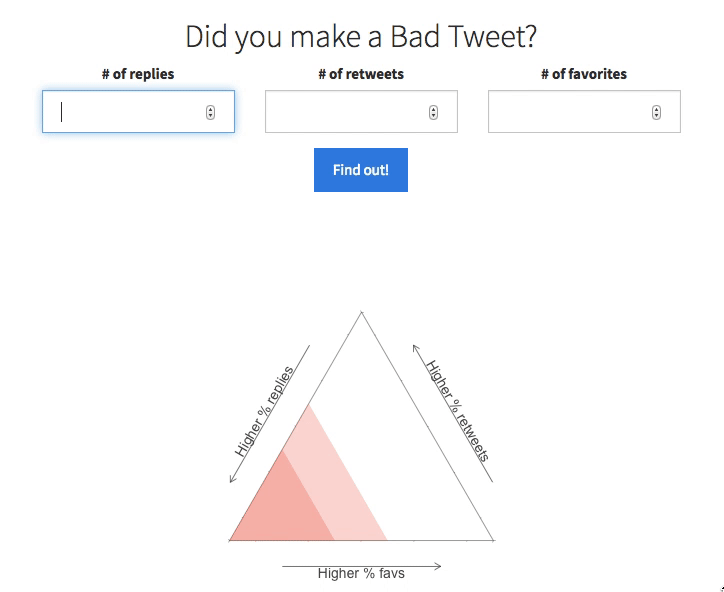 Did you make a Bad Tweet?
# of replies
# of retweets
# of favorites
Find out!
Higher % replies
Higher % retweets
Higher % favs